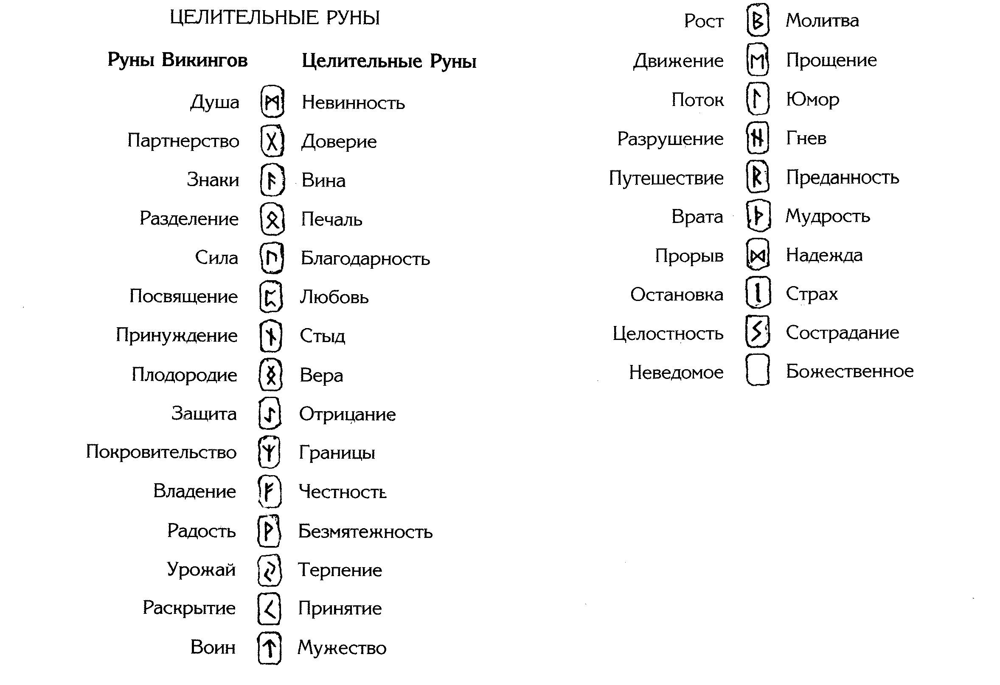 ЦЕЛИТЕЛЬНЫЕ РУНЫ
Руны Викингов Целительные Руны
Душа ᛗ Невинность
Партнерство ᚷ Доверие
Знаки ᚨ Вина
Разделение ᛟ Печаль
Сила ᚢ Благодарность
Посвящение ᛈ Любовь
Принуждение ᚾ Стыд
Плодородие ᛝ Вера
Защита ᛇ Отрицание
Покровительство ᛉ Границы
Владение ᚠ Честность
Радость ᚹ Безмятежность
Урожай ᛃ Терпение
Раскрытие ᚲ Принятие
Воин ᛏ Мужество
Рост ᛒ Молитва
Движение ᛖ Прощение
Поток ᛚ Юмор
Разрушение ᚺ Гнев
Путешествие ᚱ Преданность
Врата ᚦ Мудрость
Прорыв ᛞ Надежда
Остановка ᛁ Страх
Целостность ᛊ Сострадание
Неведомое Божественное